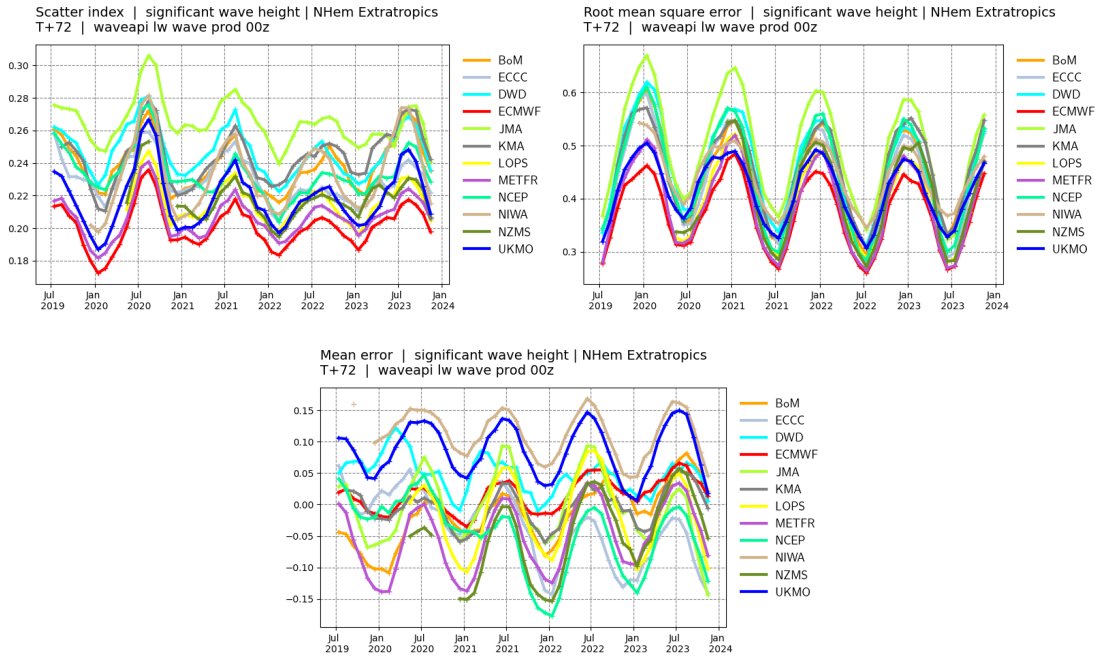 Scatter index | significant wave height | NHem Extratropics
T+72 | waveapi lw wave prod 00z
0.30
0.28
0.26
0.24
0.22
0.20
0.18
Jul 2019
Jan 2020
Jul 2020
Jan 2021
Jul 2021
Jan 2022
Jul 2022
Jan 2023
Jul 2023
Jan 2024
BoM
ECCC
DWD
ECMWF
JMA
KMA
LOPS
METFR
NCEP
NIWA
NZMS
UKMO
Root mean square error | significant wave height | NHem Extratropics
T+72 | waveapi lw wave prod 00z
0.6
0.5
0.4
0.3
Jul 2019
Jan 2020
Jul 2020
Jan 2021
Jul 2021
Jan 2022
Jul 2022
Jan 2023
Jul 2023
Jan 2024
BoM
ECCC
DWD
ECMWF
JMA
KMA
LOPS
METFR
NCEP
NIWA
NZMS
UKMO
Mean error | significant wave height | NHem Extratropics
T+72 | waveapi lw wave prod 00z
0.15
0.10
0.05
0.00
−0.05
−0.10
−0.15
Jul 2019
Jan 2020
Jul 2020
Jan 2021
Jul 2021
Jan 2022
Jul 2022
Jan 2023
Jul 2023
Jan 2024
BoM
ECCC
DWD
ECMWF
JMA
KMA
LOPS
METFR
NCEP
NIWA
NZMS
UKMO